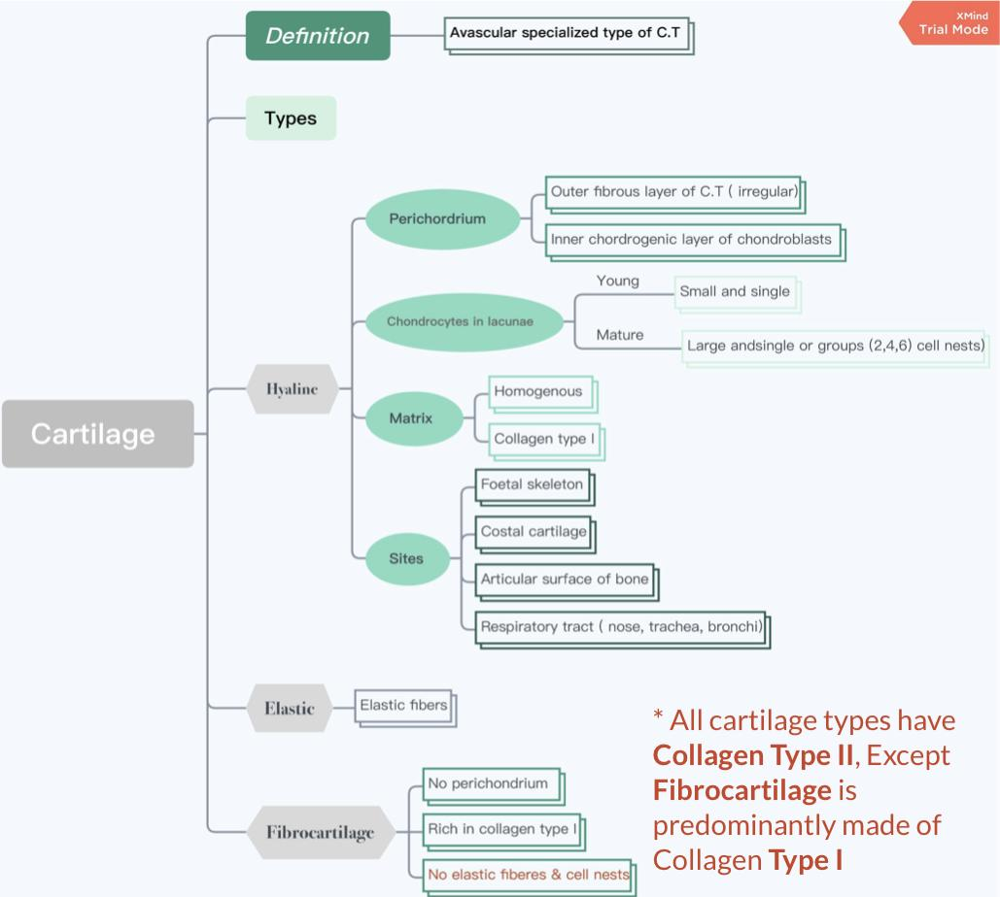 XMind
Trial Mode
Definition
Avascular specialized type of C.T
Types
Cartilage
Hyaline
Perichordrium
Outer fibrous layer of C.T ( irregular)
Inner chordrogenic layer of chondroblasts
Chondrocytes in lacunae
Young
Small and single
Mature
Large andsingle or groups (2,4,6) cell nests)
Matrix
Homogenous
Collagen type I
Sites
Foetal skeleton
Costal cartilage
Articular surface of bone
Respiratory tract ( nose, trachea, bronchi)
Elastic
Elastic fibers
Fibrocartilage
No perichondrium
Rich in collagen type I
No elastic fiberes & cell nests
* All cartilage types have
Collagen Type II, Except
Fibrocartilage is
predominantly made of
Collagen Type I